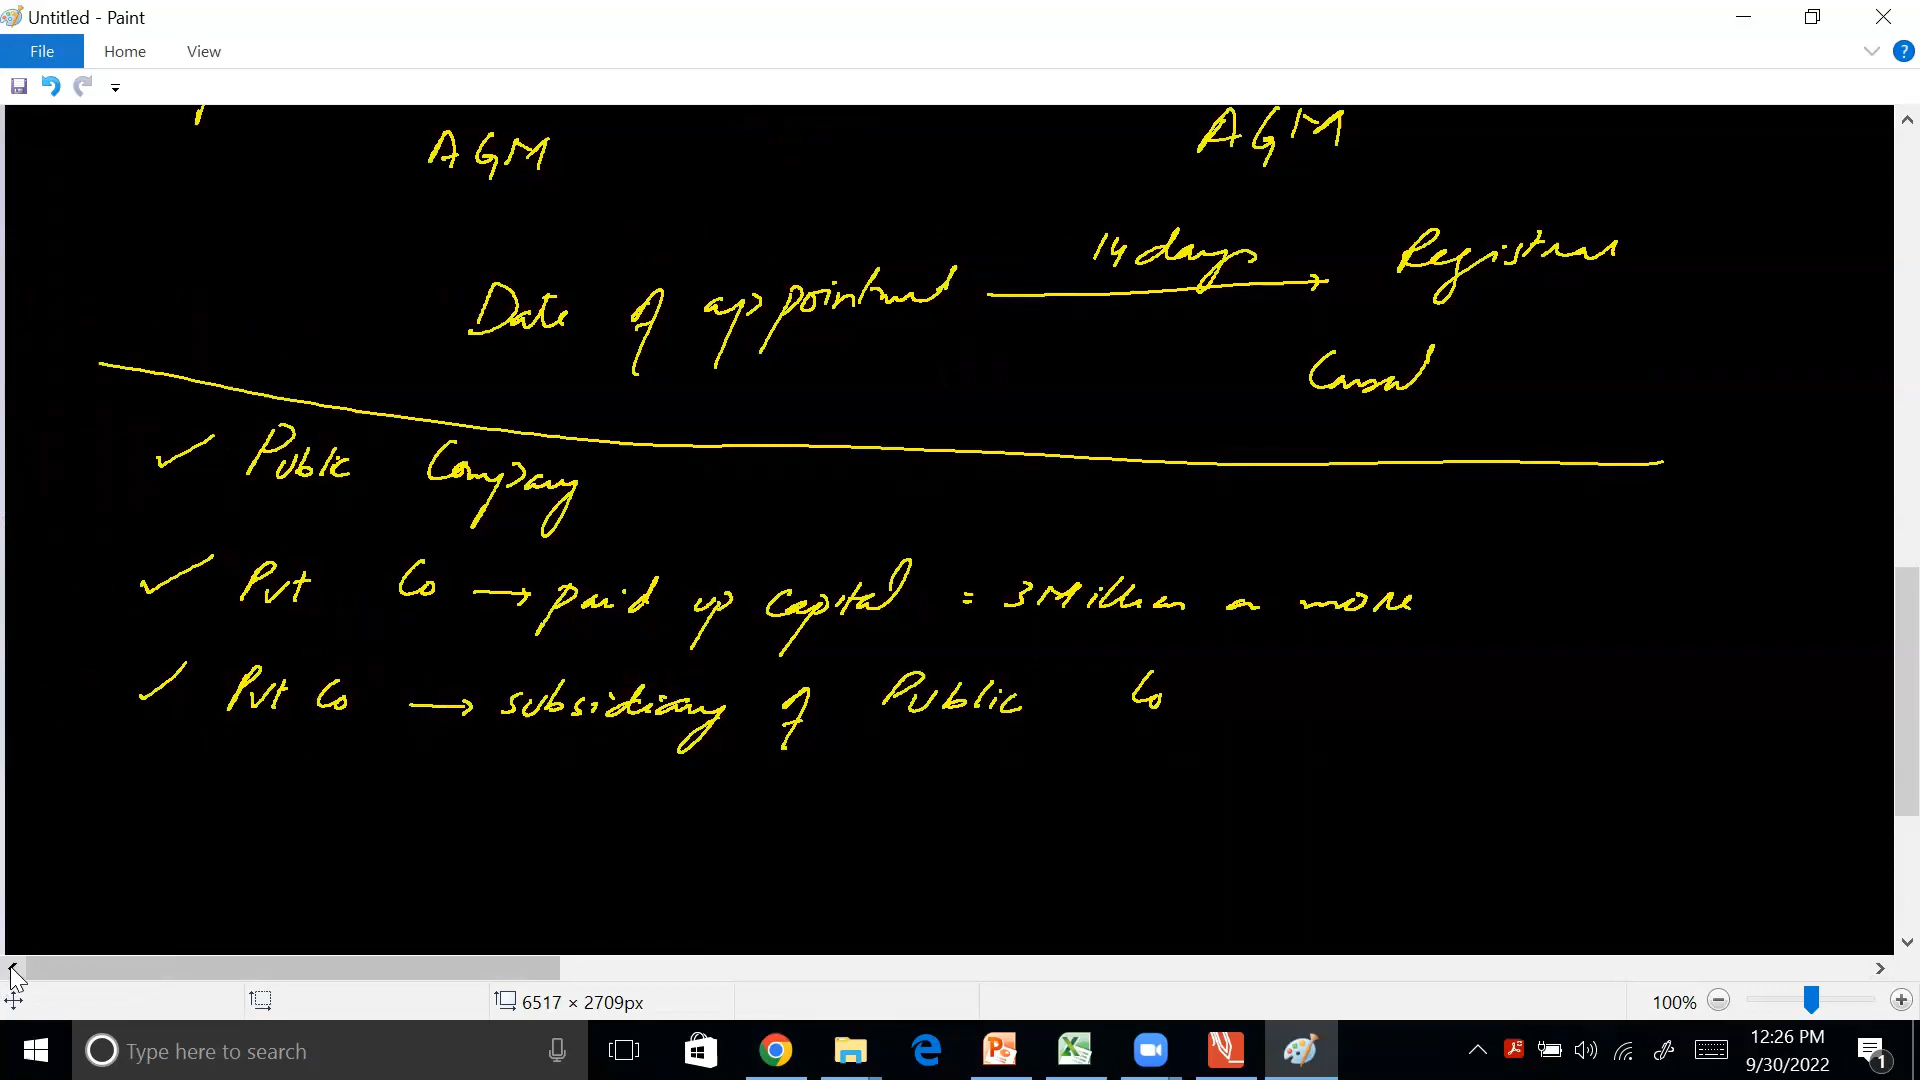 Untitled - Paint
File Home View
AGM AGM
14 days Registrar
Date of appointment
Casual
Public Company
Pvt Co → paid up capital = 3 Million or more
Pvt Co → subsidiary of Public Co
6517 × 2709px
100%
Type here to search
12:26 PM
9/30/2022
1